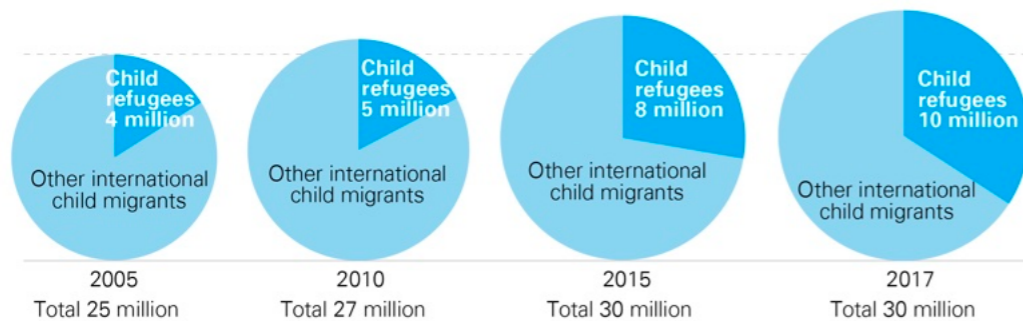 Child
refugees
4 million
Other international
child migrants
2005
Total 25 million
Child
refugees
5 million
Other international
child migrants
2010
Total 27 million
Child
refugees
8 million
Other international
child migrants
2015
Total 30 million
Child
refugees
10 million
Other international
child migrants
2017
Total 30 million